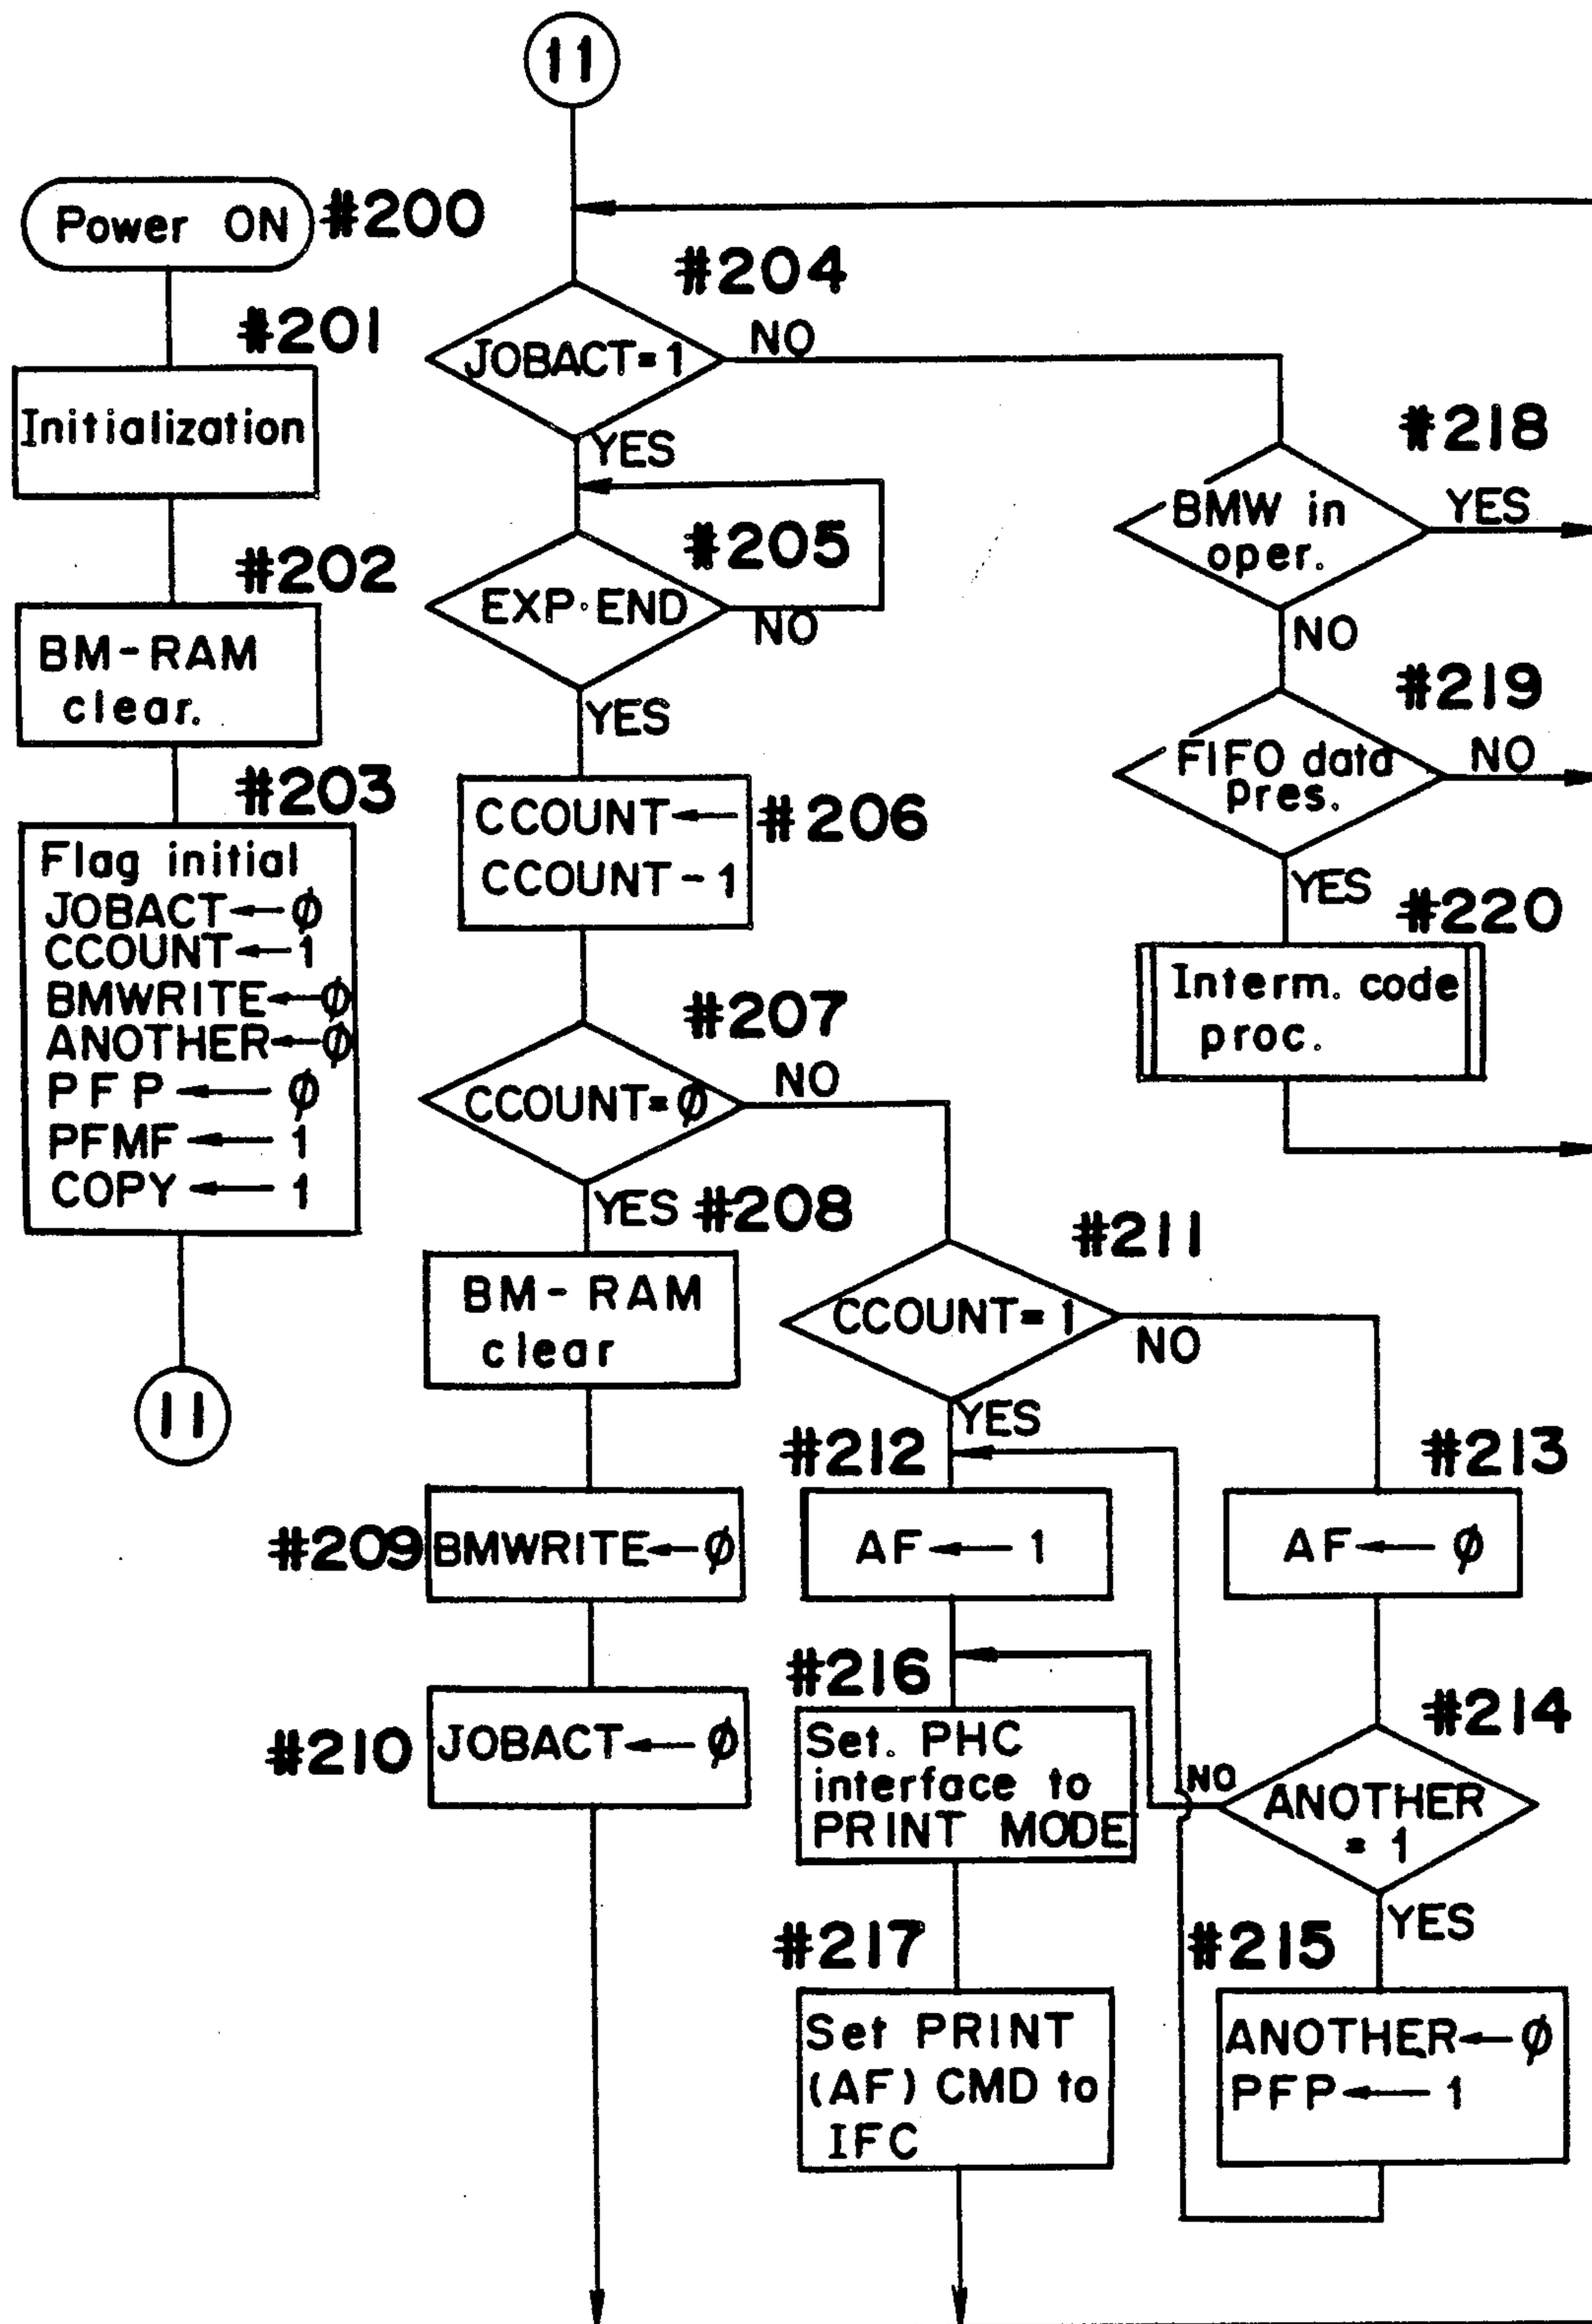 11
Power ON
#200
#201
Initialization
#202
BM-RAM
clear.
#203
Flag initial
JOBACT←∅
CCOUNT←1
BMWRITE←∅
ANOTHER←∅
PFP←∅
PFMF←1
COPY←1
11
#204
JOBACT=1
NO
YES
#205
EXP·END
NO
YES
CCOUNT←
CCOUNT-1
#206
#207
CCOUNT=∅
NO
YES
#208
BM-RAM
clear
#209
BMWRITE←∅
#210
JOBACT←∅
#211
CCOUNT=1
NO
YES
#212
AF←1
#213
AF←∅
#214
ANOTHER
=1
NO
YES
#215
ANOTHER←∅
PFP←1
#216
Set. PHC
interface to
PRINT MODE
#217
Set PRINT
(AF) CMD to
IFC
#218
BMW in
oper.
YES
NO
#219
FIFO data
pres.
NO
YES
#220
Interm. code
proc.